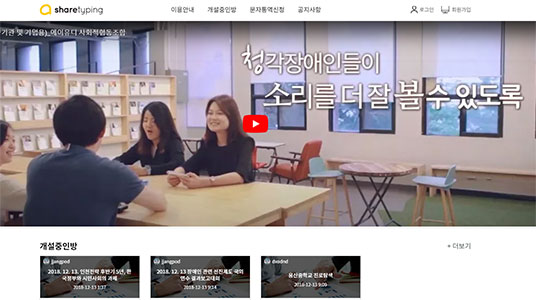 sharetyping
이용안내 개설중인방 문자통역신청 공지사항
로그인 회원가입
기관 및 기업용)_에이유디 사회적협동조합
청각장애인들이
소리를 더 잘 볼 수 있도록
개설중인방
+ 더보기
jjangpod
2018. 12. 13. 인천전략 후반기 5년, 한
국정부와 시민사회의 과제
2018-12-13 1:37
jjangpod
2018. 12. 13 장애인 관련 선진제도 국외
연수 결과보고대회
2018-12-13 9:24
dxodnd
용산중학교 진로탐색
2018-12-13 9:09